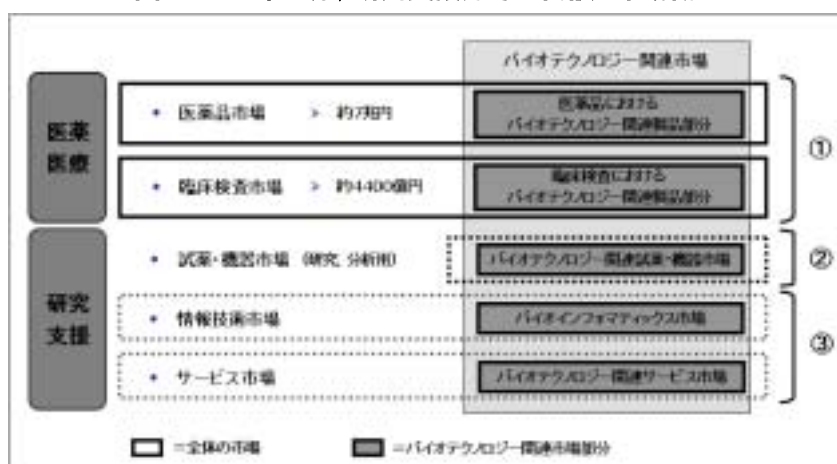 バイオテクノロジー関連市場
医薬
医療
• 医薬品市場 > 約7兆円
医薬品における
バイオテクノロジー関連製品部分
• 臨床検査市場 > 約4400億円
臨床検査における
バイオテクノロジー関連製品部分
①
研究
支援
• 試薬・機器市場 (研究、分析用)
バイオテクノロジー関連試薬・機器市場
②
• 情報技術市場
バイオインフォマティックス市場
• サービス市場
バイオテクノロジー関連サービス市場
③
=全体の市場
=バイオテクノロジー関連市場部分